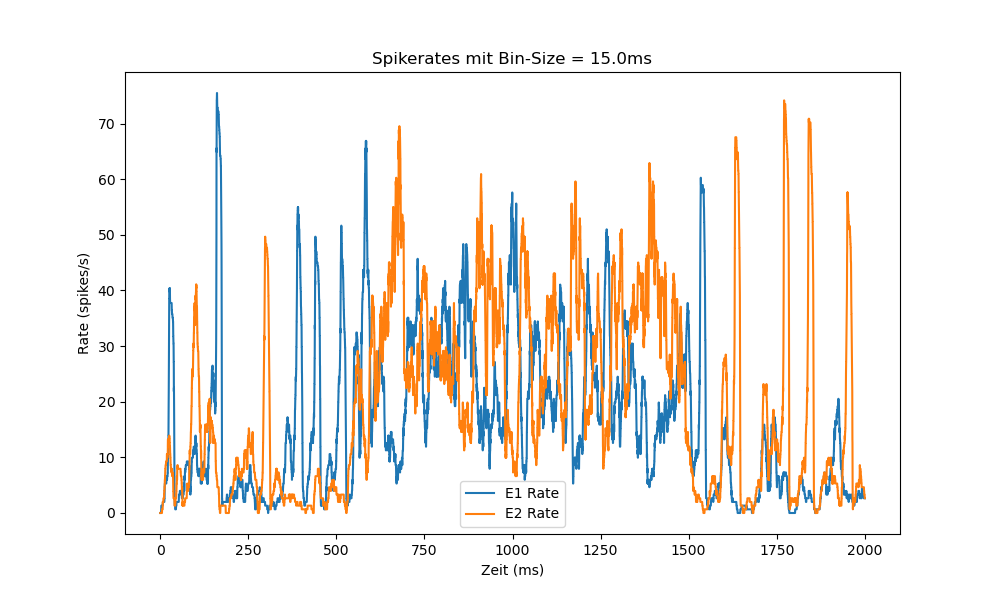 Spikerates mit Bin-Size = 15.0ms
Rate (spikes/s)
70
60
50
40
30
20
10
0
E1 Rate
E2 Rate
0 250 500 750 1000 1250 1500 1750 2000
Zeit (ms)